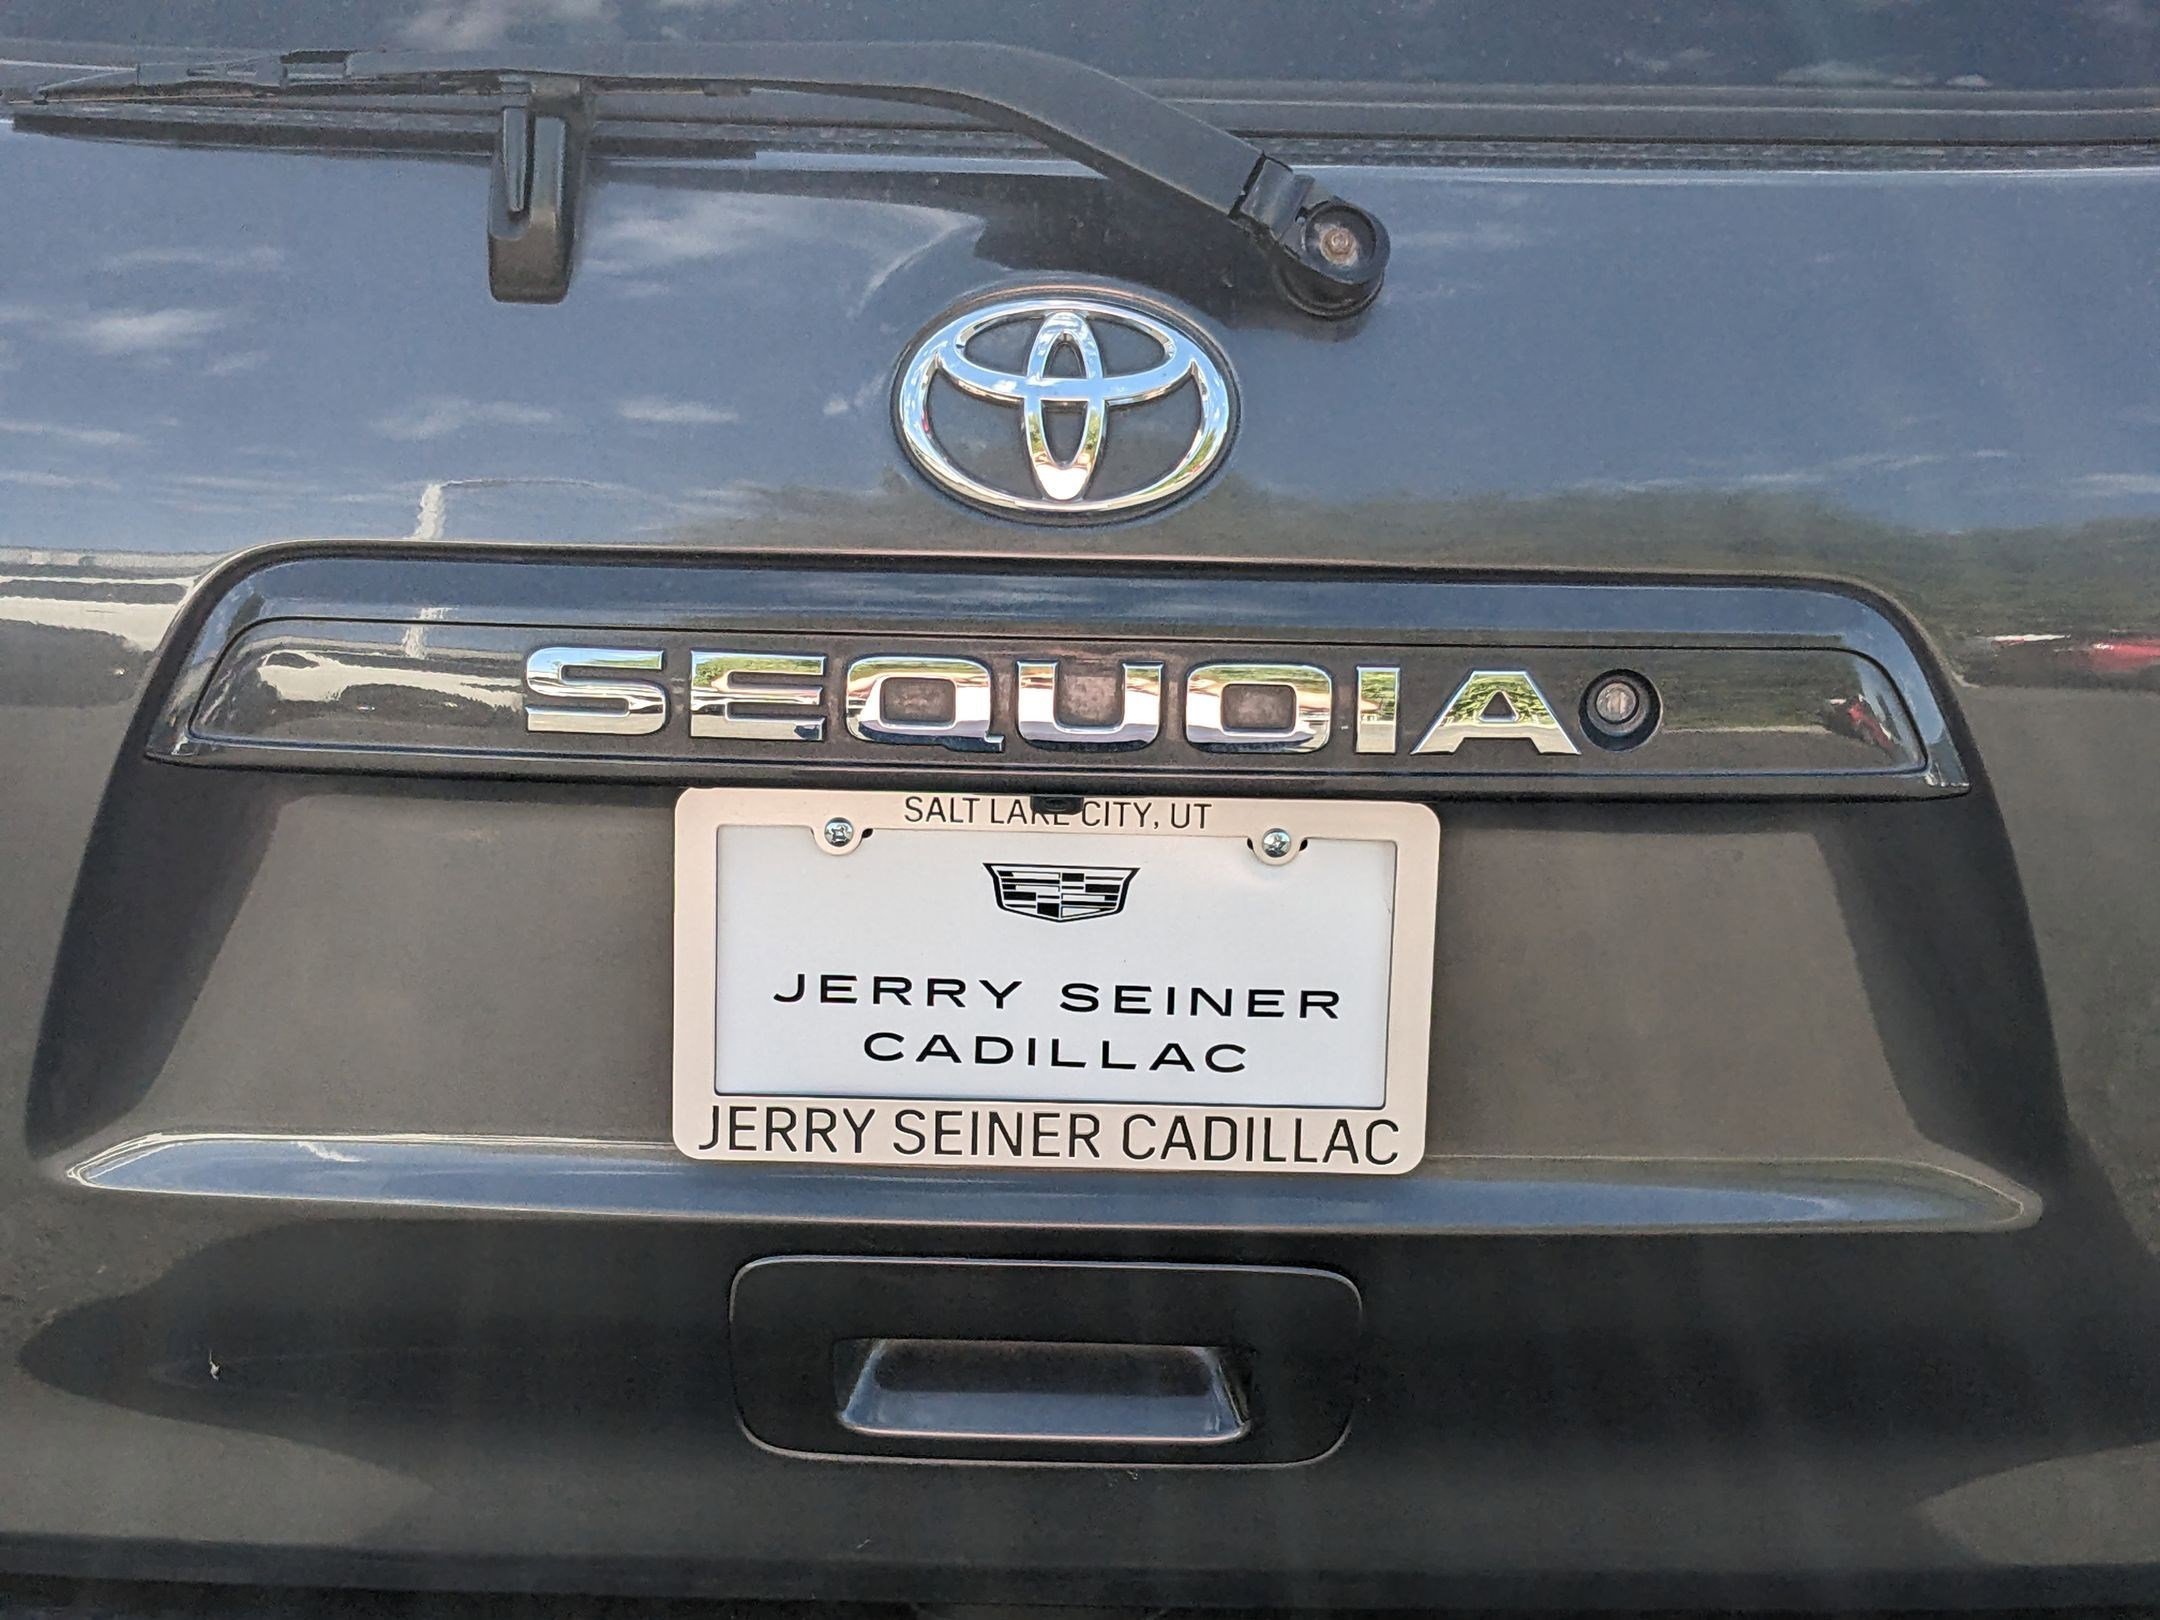 SEQUOIA
SALT LAKE CITY, UT
JERRY SEINER
CADILLAC
JERRY SEINER CADILLAC